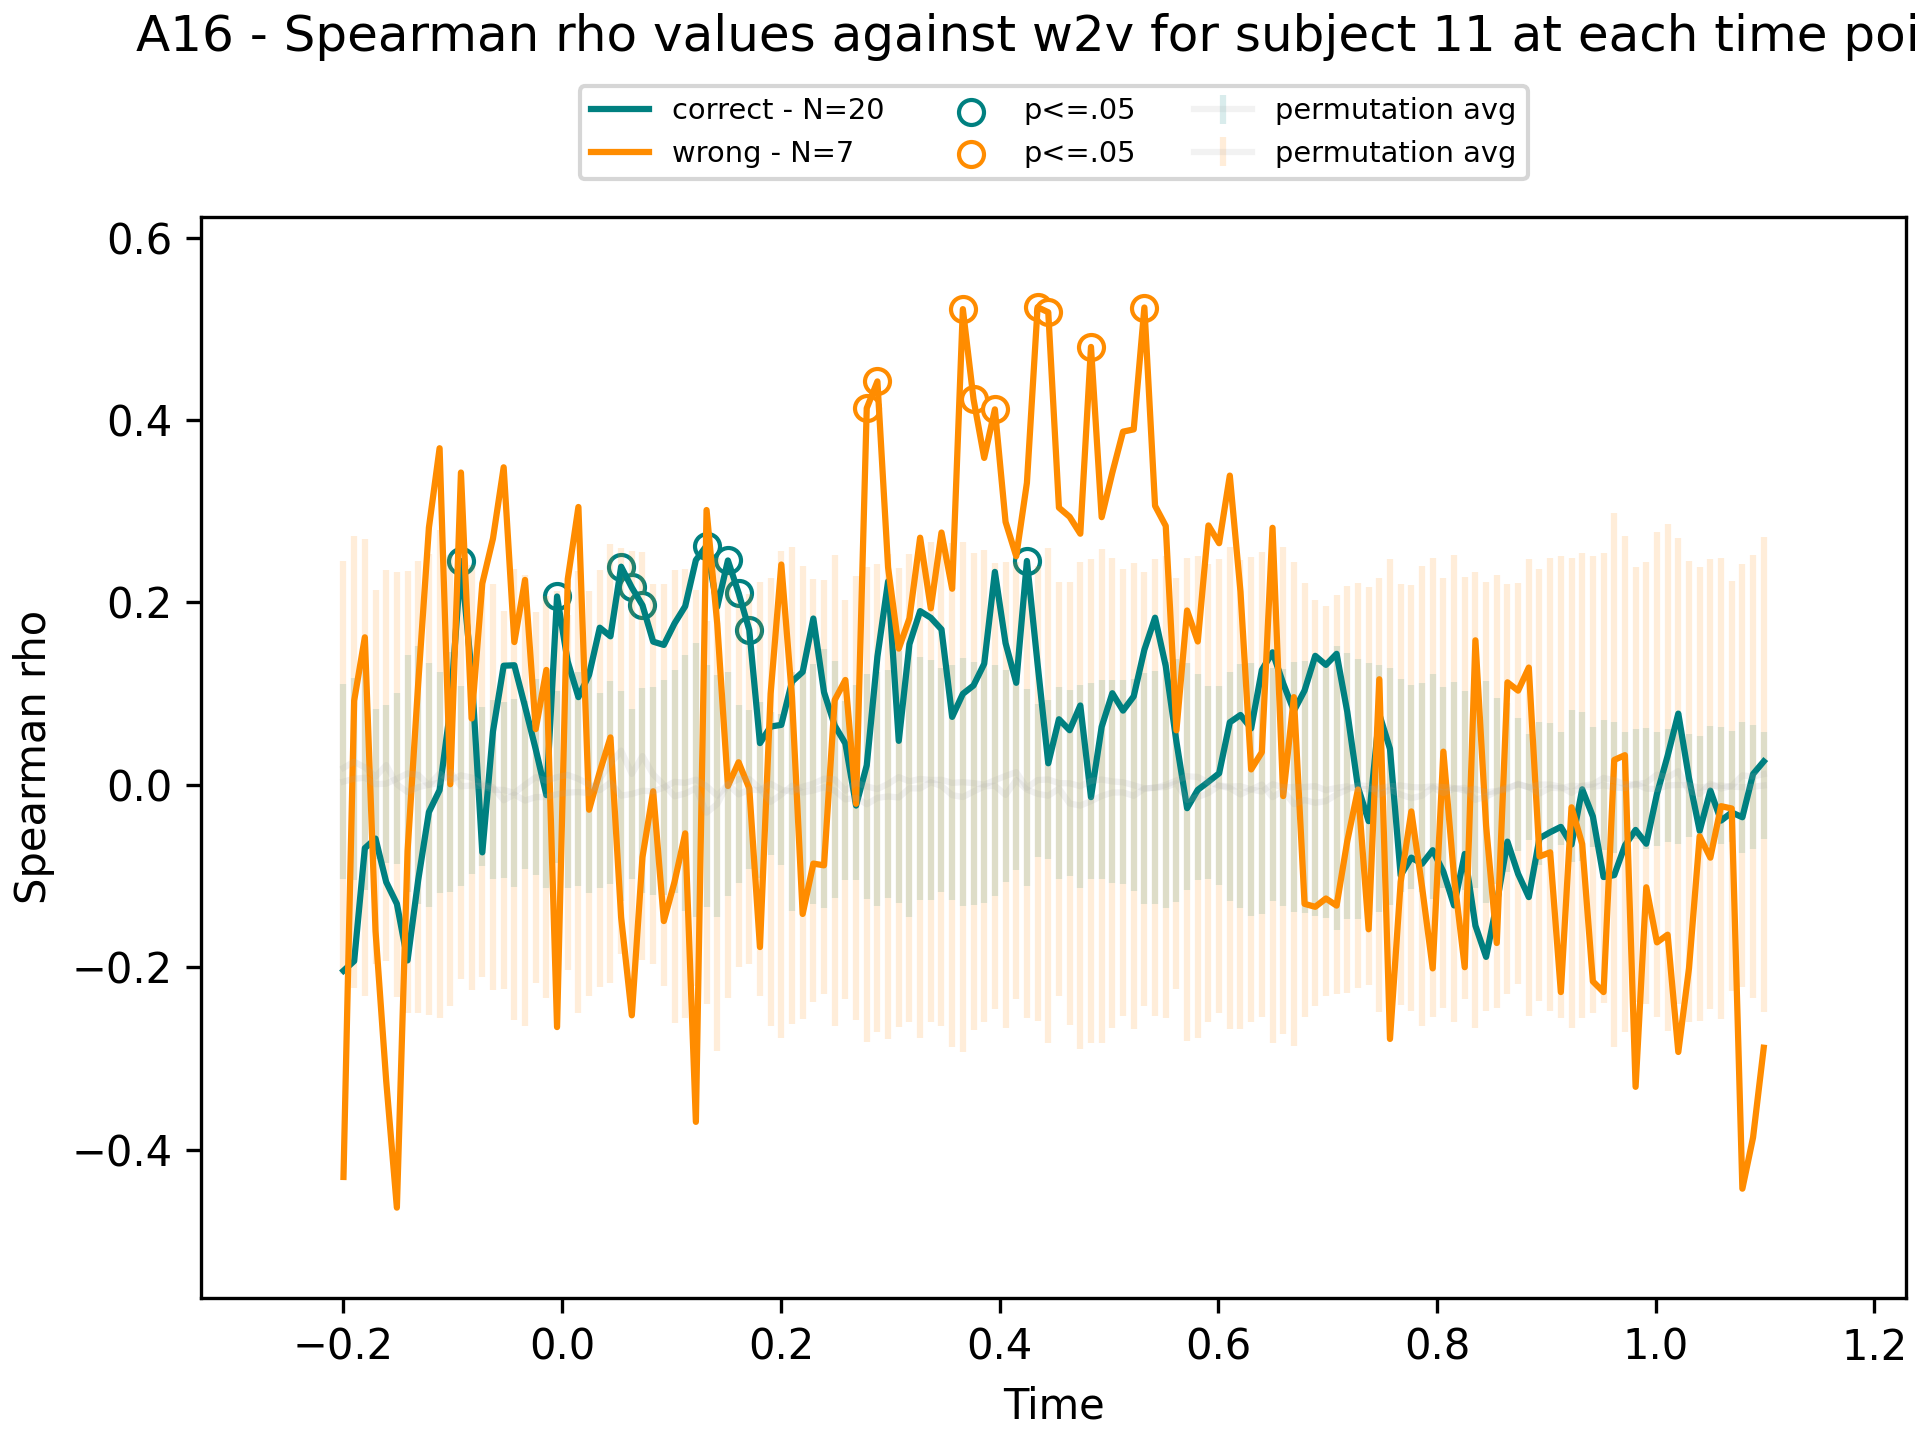 A16 - Spearman rho values against w2v for subject 11 at each time poi
correct - N=20 p<=.05 permutation avg
wrong - N=7 p<=.05 permutation avg
0.6
0.4
0.2
0.0
−0.2
−0.4
Spearman rho
−0.2 0.0 0.2 0.4 0.6 0.8 1.0 1.2
Time